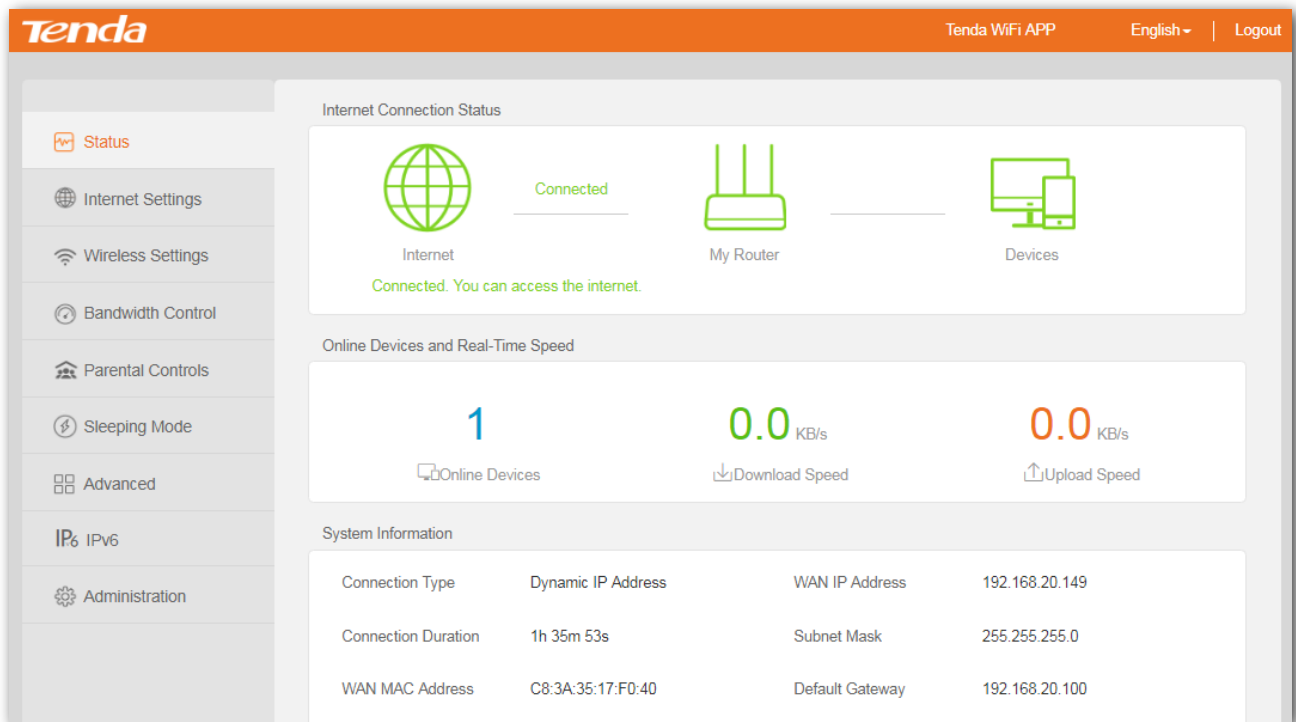 Tenda
Tenda WiFi APP English Logout
Status
Internet Settings
Wireless Settings
Bandwidth Control
Parental Controls
Sleeping Mode
Advanced
IPv6 IPv6
Administration
Internet Connection Status
Connected
Internet My Router Devices
Connected. You can access the internet.
Online Devices and Real-Time Speed
1 0.0 KB/s 0.0 KB/s
Online Devices Download Speed Upload Speed
System Information
Connection Type Dynamic IP Address WAN IP Address 192.168.20.149
Connection Duration 1h 35m 53s Subnet Mask 255.255.255.0
WAN MAC Address C8:3A:35:17:F0:40 Default Gateway 192.168.20.100